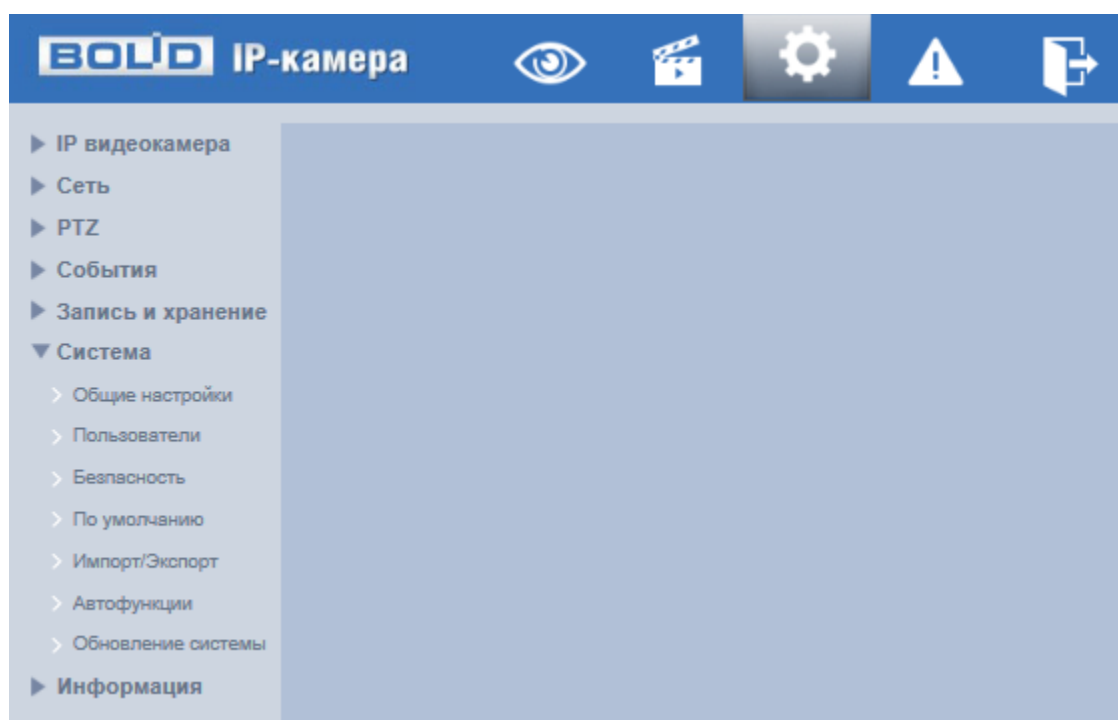 BOLID IP-камера
IP видеокамера
Сеть
PTZ
События
Запись и хранение
Система
Общие настройки
Пользователи
Безпасность
По умолчанию
Импорт/Экспорт
Автофункции
Обновление системы
Информация